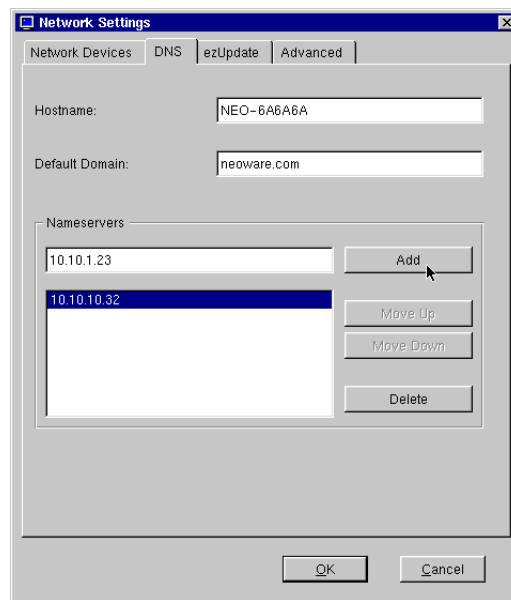 Network Settings
Network Devices DNS ezUpdate Advanced
Hostname: NEO-6A6A6A
Default Domain: neoware.com
Nameservers
10.10.1.23 Add
10.10.10.32
Move Up
Move Down
Delete
OK Cancel